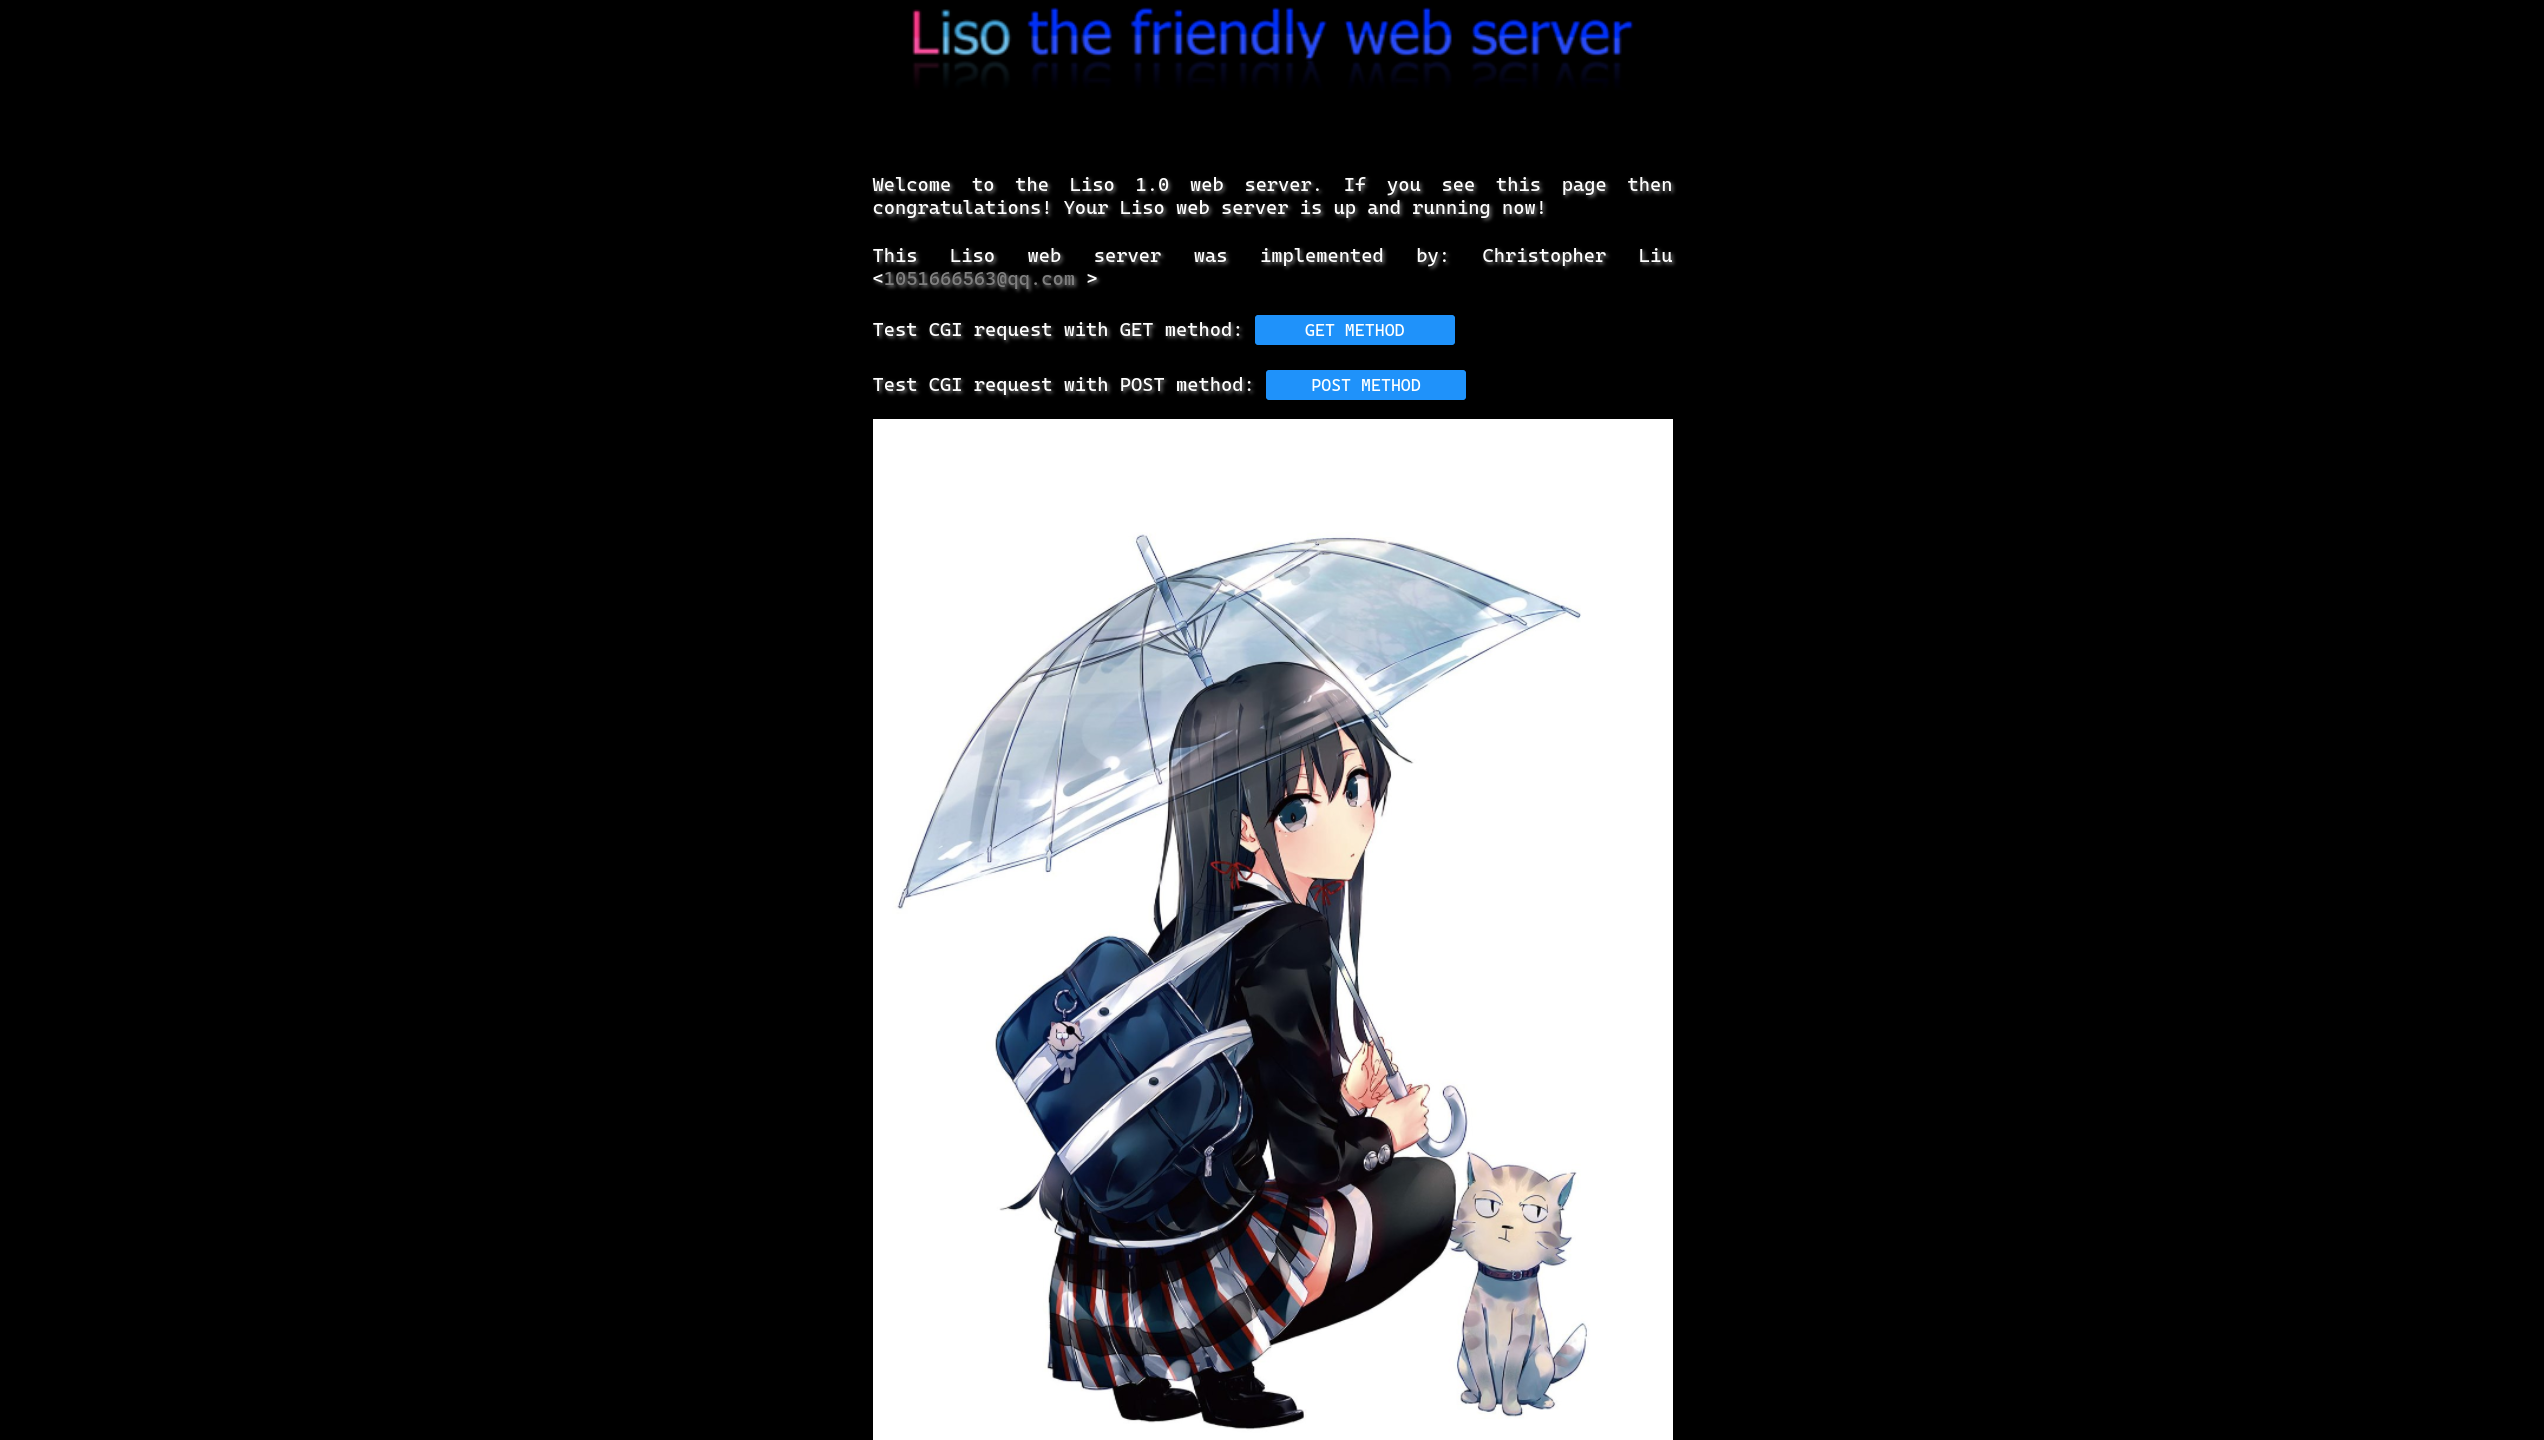 Liso the friendly web server
Welcome to the Liso 1.0 web server. If you see this page then
congratulations! Your Liso web server is up and running now!
This Liso web server was implemented by: Christopher Liu
<1051666563@qq.com >
Test CGI request with GET method: GET METHOD
Test CGI request with POST method: POST METHOD